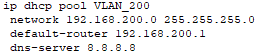 ip dhcp pool VLAN_200
network 192.168.200.0 255.255.255.0
default-router 192.168.200.1
dns-server 8.8.8.8